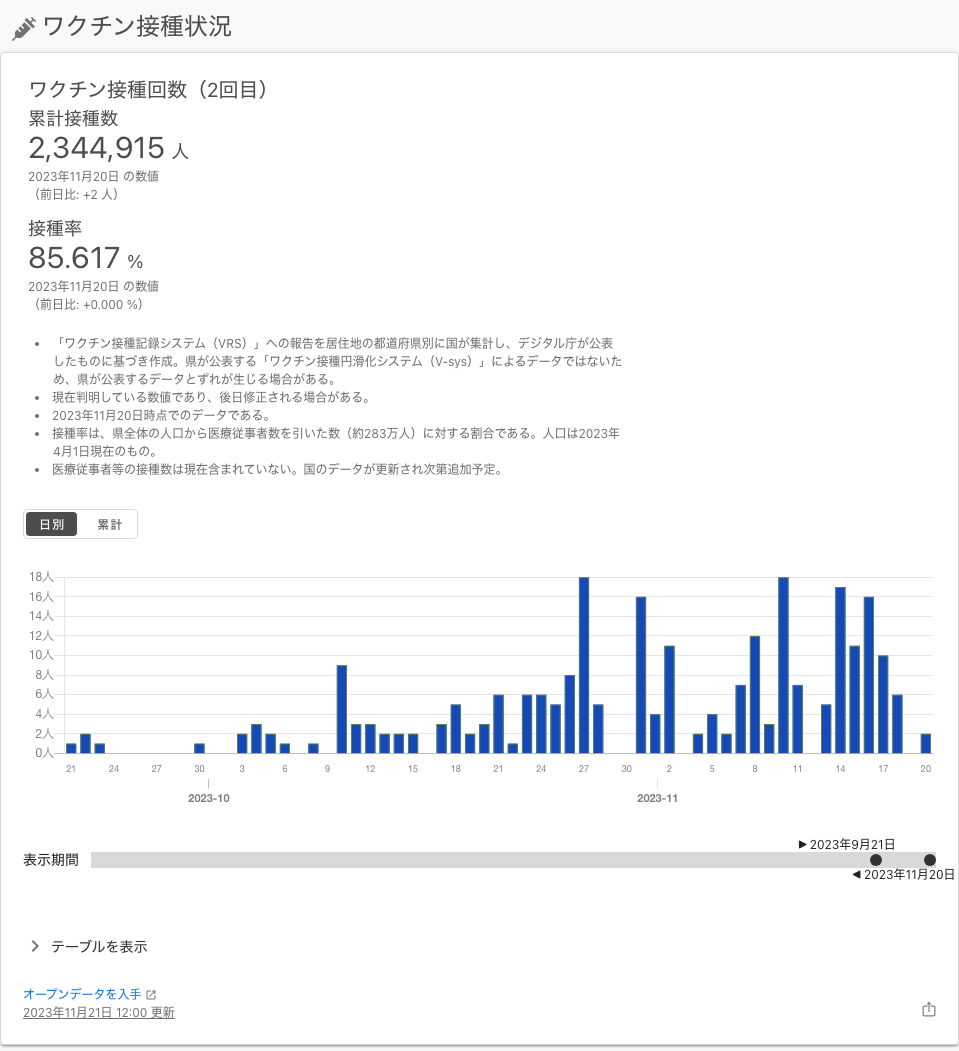 ワクチン接種状況
ワクチン接種回数（2回目）
累計接種数
2,344,915 人
2023年11月20日 の数値
（前日比: +2 人）
接種率
85.617 %
2023年11月20日 の数値
（前日比: +0.000 %）
• 「ワクチン接種記録システム（VRS）」への報告を居住地の都道府県別に国が集計し、デジタル庁が公表
したものに基づき作成。県が公表する「ワクチン接種円滑化システム（V-sys）」によるデータではないた
め、県が公表するデータとずれが生じる場合がある。
• 現在判明している数値であり、後日修正される場合がある。
• 2023年11月20日時点でのデータである。
• 接種率は、県全体の人口から医療従事者数を引いた数（約283万人）に対する割合である。人口は2023年
4月1日現在のもの。
• 医療従事者等の接種数は現在含まれていない。国のデータが更新され次第追加予定。
日別 累計
18人
16人
14人
12人
10人
8人
6人
4人
2人
0人
21 24 27 30 3 6 9 12 15 18 21 24 27 30 2 5 8 11 14 17 20
2023-10 2023-11
▶ 2023年9月21日
表示期間
◀ 2023年11月20日
テーブルを表示
オープンデータを入手
2023年11月21日 12:00 更新